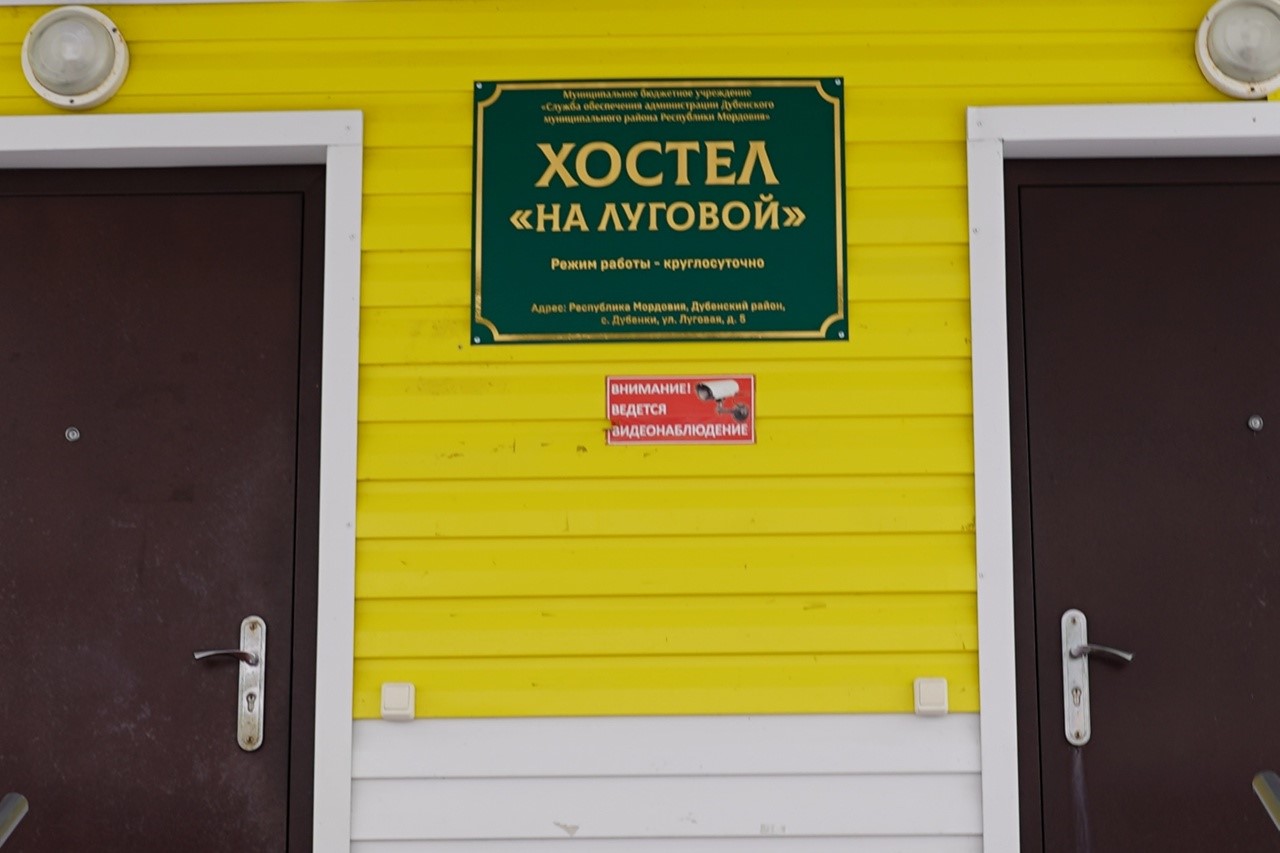 Муниципальное бюджетное учреждение
«Служба обеспечения администрации Дубенского
муниципального района Республики Мордовия»
ХОСТЕЛ
«НА ЛУГОВОЙ»
Режим работы - круглосуточно
Адрес: Республика Мордовия, Дубенский район,
с. Дубенки, ул. Луговая, д. 5
ВНИМАНИЕ!
ВЕДЕТСЯ
ВИДЕОНАБЛЮДЕНИЕ